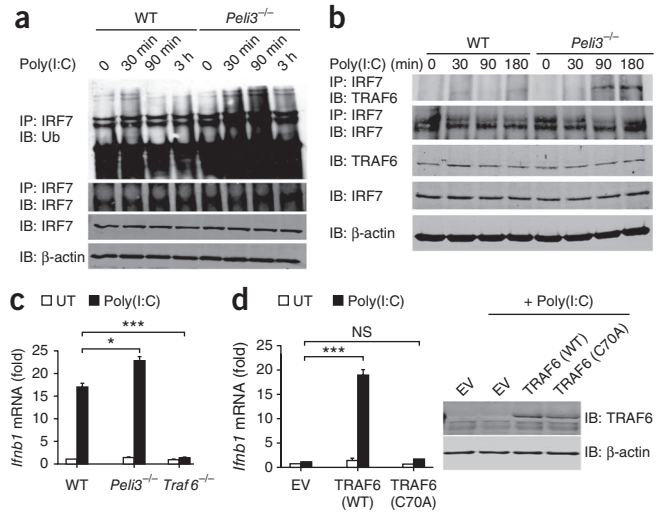 a
WT Peli3–/–
Poly(I:C) 0 30 min 90 min 3 h 0 30 min 90 min 3 h
IP: IRF7
IB: Ub
IP: IRF7
IB: IRF7
IB: IRF7
IB: β-actin
b
WT Peli3–/–
Poly(I:C) (min) 0 30 90 180 0 30 90 180
IP: IRF7
IB: TRAF6
IP: IRF7
IB: IRF7
IB: TRAF6
IB: IRF7
IB: β-actin
c
UT Poly(I:C)
***
*
Ifnb1 mRNA (fold)
25
20
15
10
5
0
WT Peli3–/– Traf6–/–
d
UT Poly(I:C)
NS
***
Ifnb1 mRNA (fold)
25
20
15
10
5
0
EV TRAF6 (WT) TRAF6 (C70A)
+ Poly(I:C)
EV EV TRAF6 (WT) TRAF6 (C70A)
IB: TRAF6
IB: β-actin